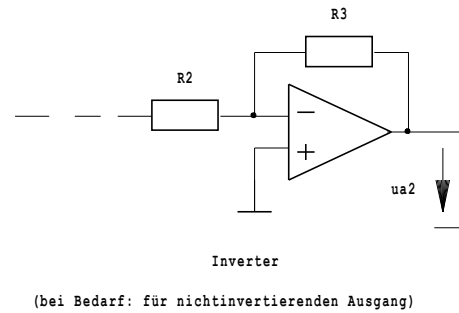 R3
R2
ua2
Inverter
(bei Bedarf: für nichtinvertierenden Ausgang)